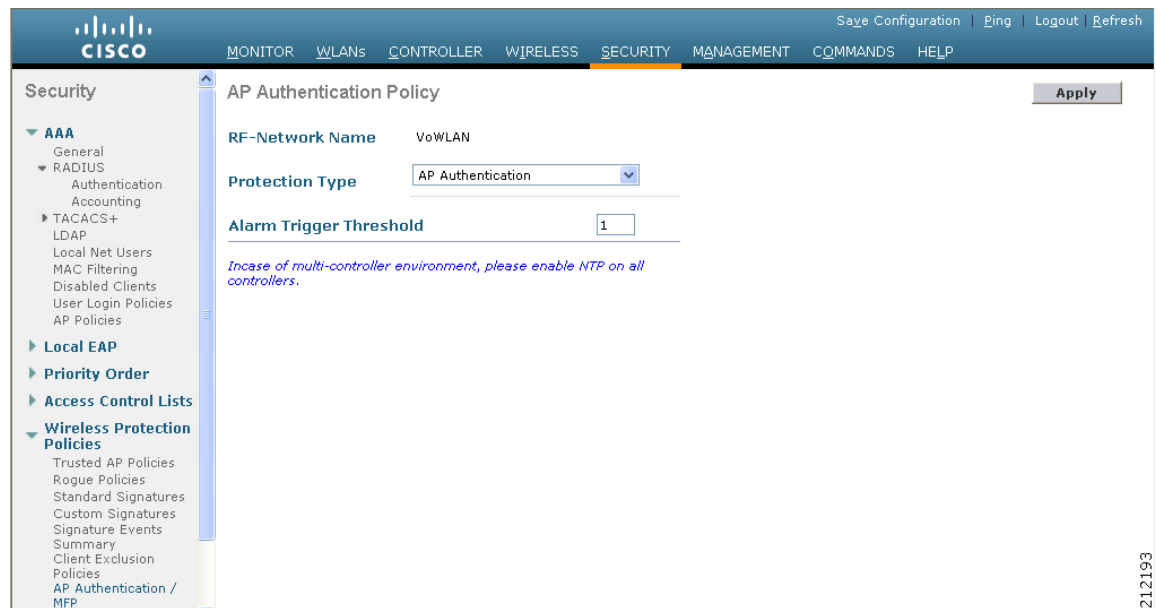 Save Configuration | Ping | Logout | Refresh
CISCO
MONITOR WLANs CONTROLLER WIRELESS SECURITY MANAGEMENT COMMANDS HELP
Security
AAA
General
RADIUS
Authentication
Accounting
TACACS+
LDAP
Local Net Users
MAC Filtering
Disabled Clients
User Login Policies
AP Policies
Local EAP
Priority Order
Access Control Lists
Wireless Protection
Policies
Trusted AP Policies
Rogue Policies
Standard Signatures
Custom Signatures
Signature Events
Summary
Client Exclusion
Policies
AP Authentication /
MFP
AP Authentication Policy
Apply
RF-Network Name VoWLAN
Protection Type AP Authentication
Alarm Trigger Threshold 1
Incase of multi-controller environment, please enable NTP on all
controllers.
212193